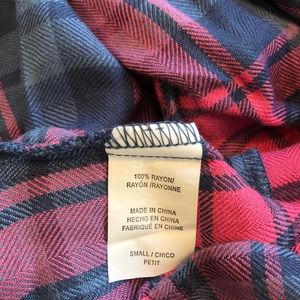 100% RAYON/
RAYÓN /RAYONNE
MADE IN CHINA
HECHO EN CHINA
FABRIQUÉ EN CHINE
SMALL / CHICO
PETIT